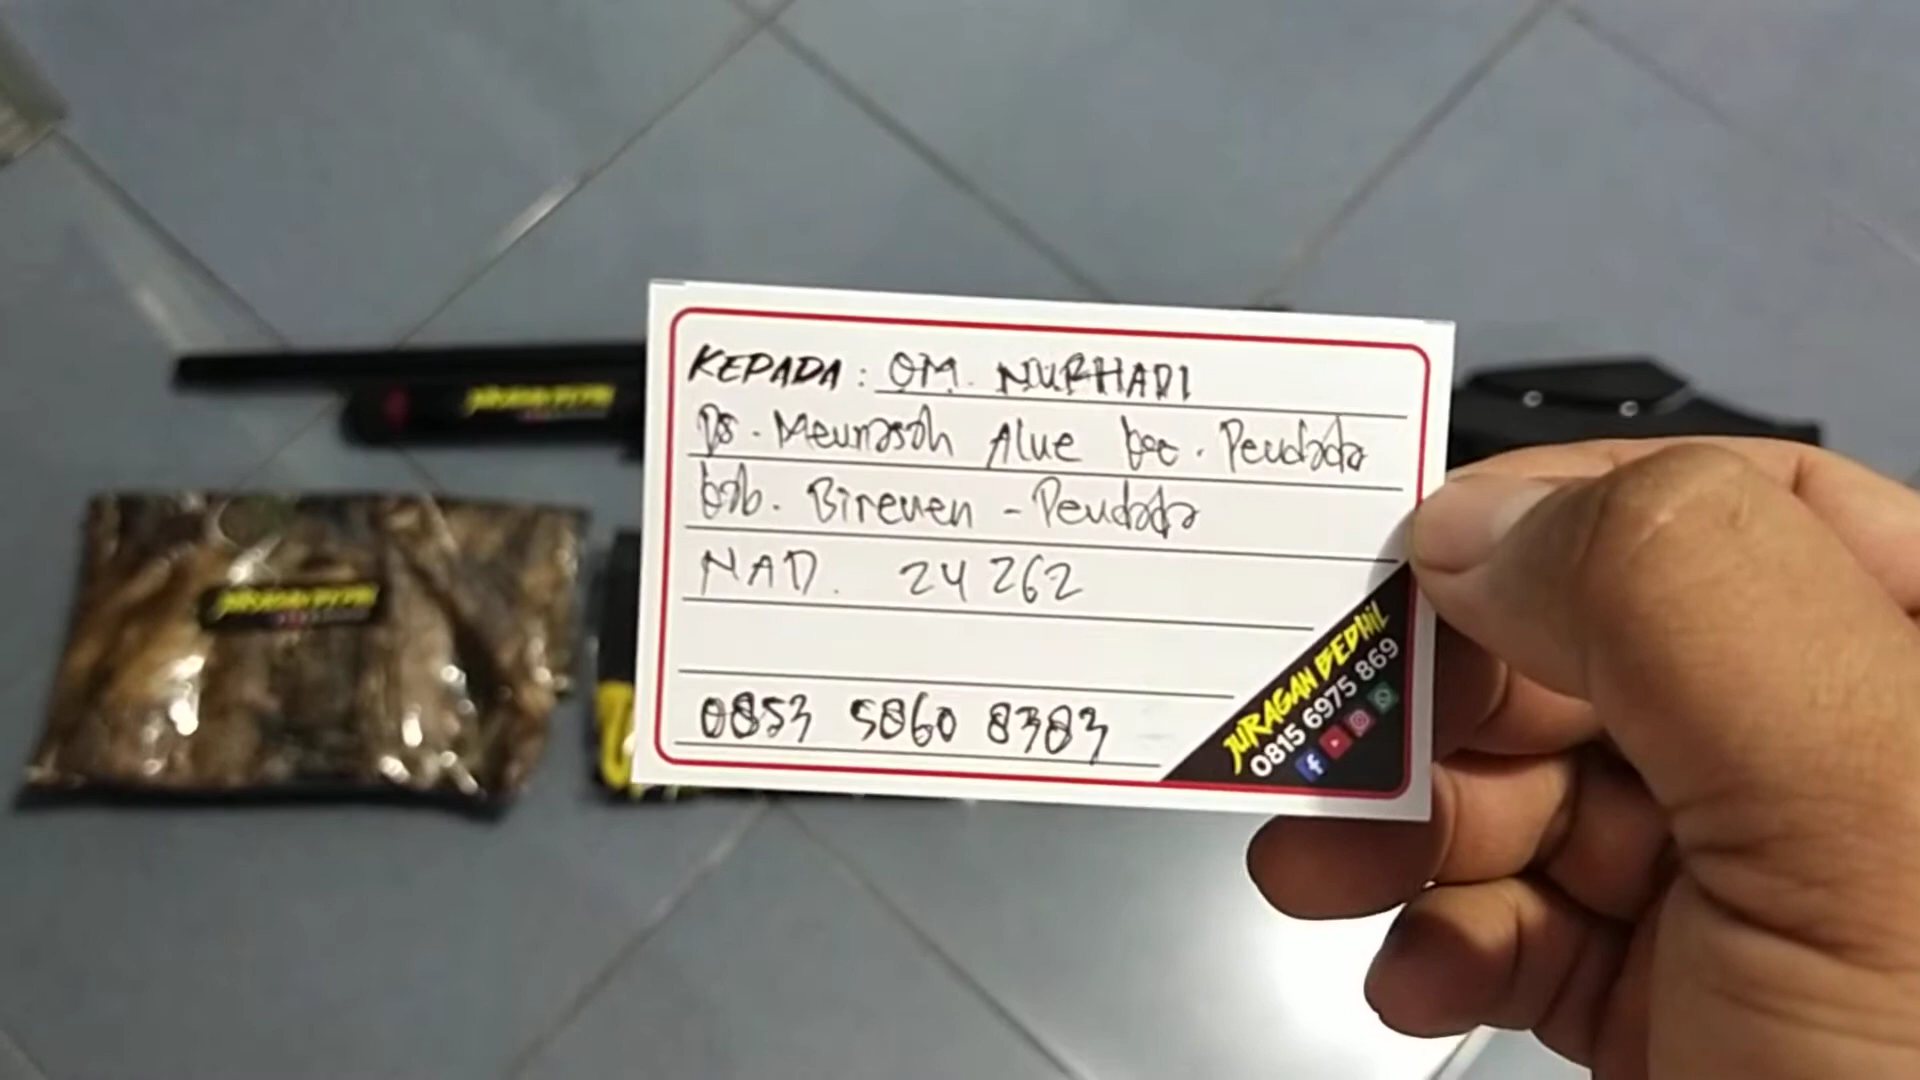 KEPADA : OM. NURHADI
Ds. Meunasah Alue kec. Peudada
kab. Bireuen - Peudada
NAD. 24262
0853 5860 8383
JURAGAN BEDHIL
0815 6975 869